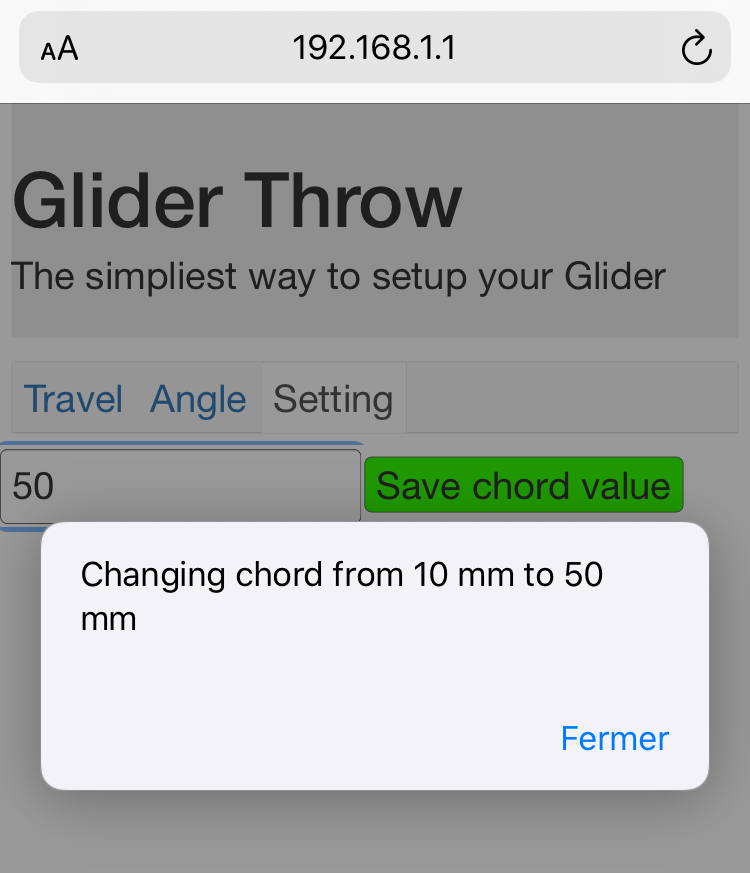 AA 192.168.1.1
Glider Throw
The simpliest way to setup your Glider
Travel Angle Setting
50 Save chord value
Changing chord from 10 mm to 50
mm
Fermer